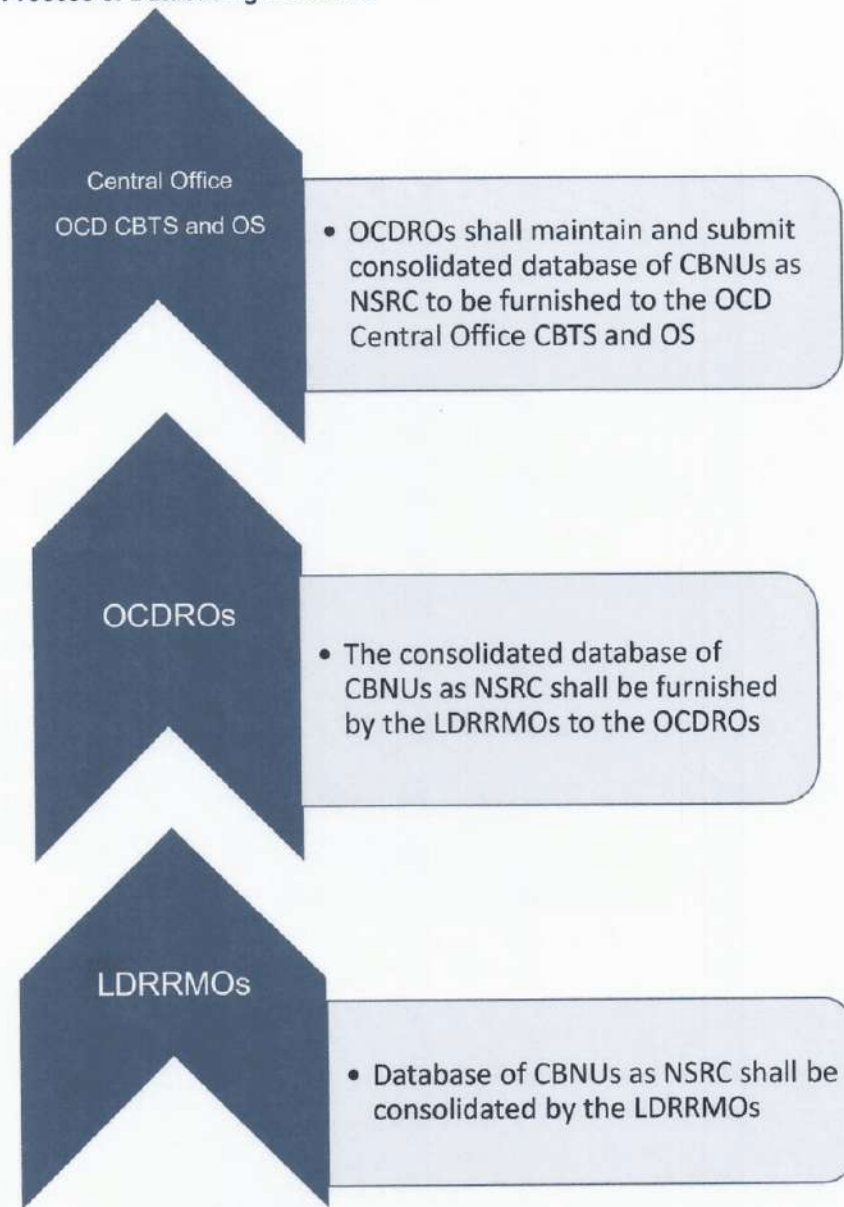 Central Office
OCD CBTS and OS
• OCDROs shall maintain and submit
consolidated database of CBNUs as
NSRC to be furnished to the OCD
Central Office CBTS and OS
OCDROs
• The consolidated database of
CBNUs as NSRC shall be furnished
by the LDRRMOs to the OCDROs
LDRRMOs
• Database of CBNUs as NSRC shall be
consolidated by the LDRRMOs